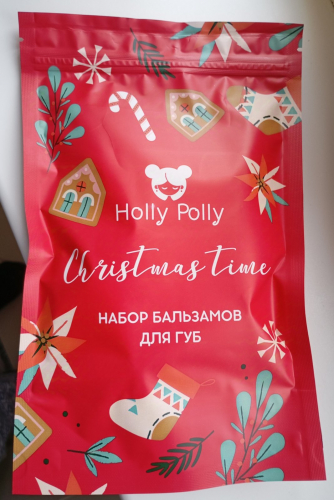 Holly Polly
Christmas time
НАБОР БАЛЬЗАМОВ
ДЛЯ ГУБ